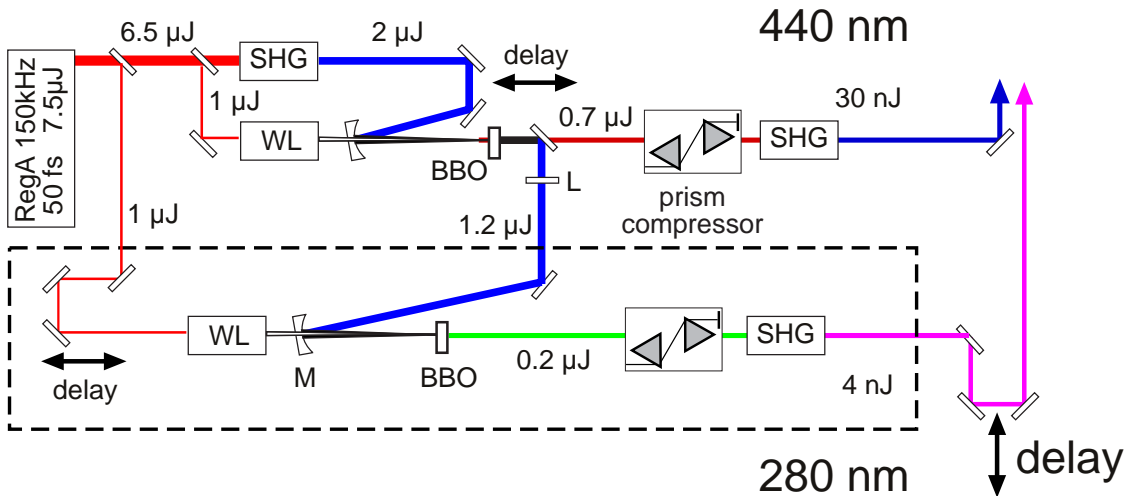 6.5 µJ
2 µJ
440 nm
RegA 150kHz
50 fs 7.5µJ
SHG
delay
1 µJ
WL
0.7 µJ
30 nJ
SHG
BBO
L
prism
compressor
1 µJ
1.2 µJ
WL
M
BBO
0.2 µJ
SHG
4 nJ
delay
280 nm
delay